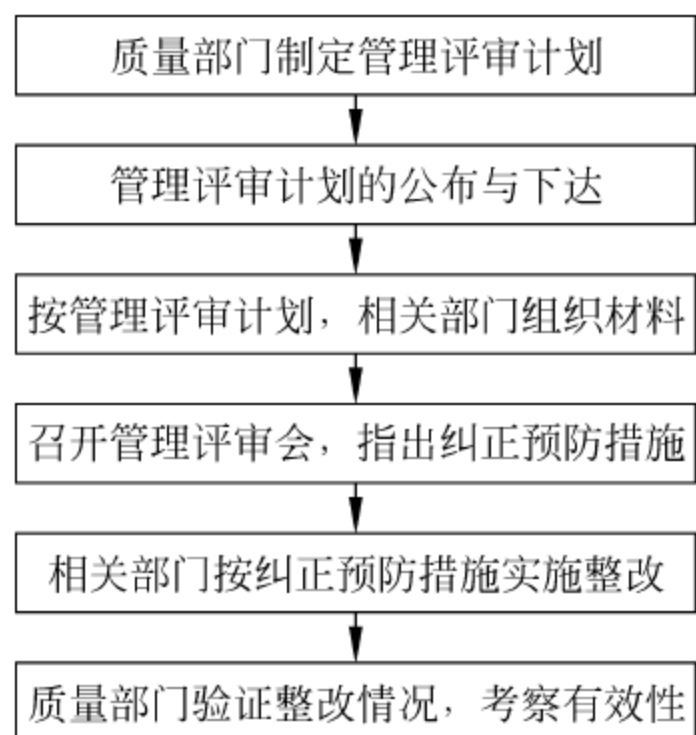 质量部门制定管理评审计划
管理评审计划的公布与下达
按管理评审计划，相关部门组织材料
召开管理评审会，指出纠正预防措施
相关部门按纠正预防措施实施整改
质量部门验证整改情况，考察有效性